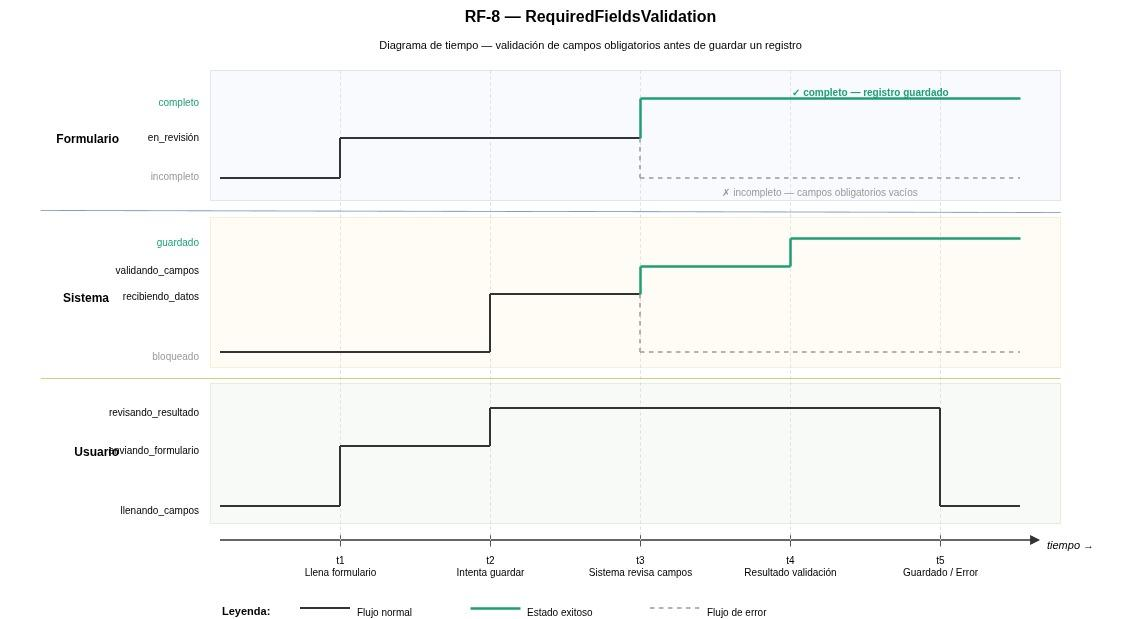 RF-8 — RequiredFieldsValidation
Diagrama de tiempo — validación de campos obligatorios antes de guardar un registro
completo
✓ completo — registro guardado
Formulario
en_revisión
incompleto
✗ incompleto — campos obligatorios vacíos
guardado
validando_campos
Sistema
recibiendo_datos
bloqueado
revisando_resultado
Usuario
enviando_formulario
llenando_campos
tiempo →
t1
Llena formulario
t2
Intenta guardar
t3
Sistema revisa campos
t4
Resultado validación
t5
Guardado / Error
Leyenda:
Flujo normal
Estado exitoso
Flujo de error